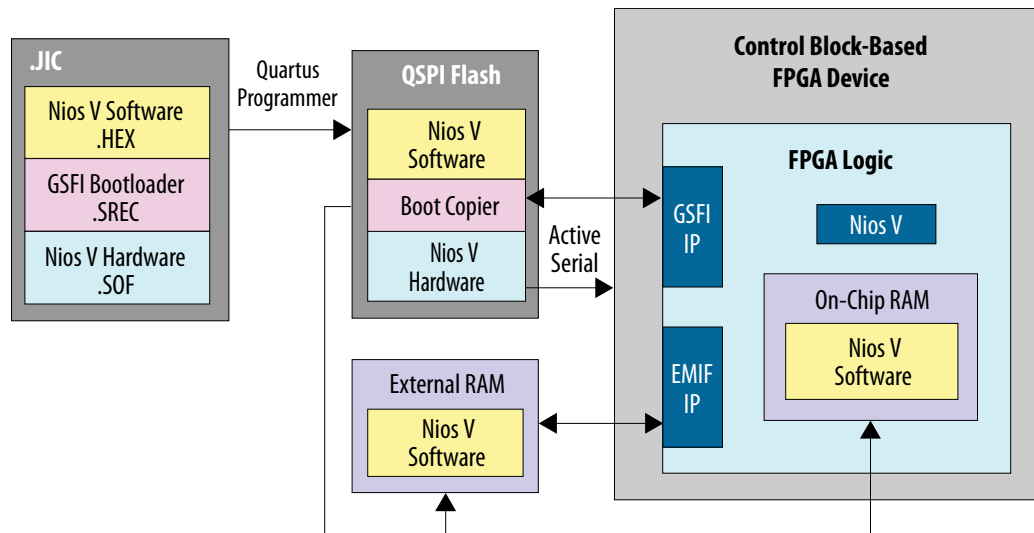 .JIC
Nios V Software
.HEX
GSFI Bootloader
.SREC
Nios V Hardware
.SOF
Quartus
Programmer
QSPI Flash
Nios V
Software
Boot Copier
Nios V
Hardware
Active
Serial
External RAM
Nios V
Software
Control Block-Based
FPGA Device
FPGA Logic
GSFI
IP
Nios V
EMIF
IP
On-Chip RAM
Nios V
Software